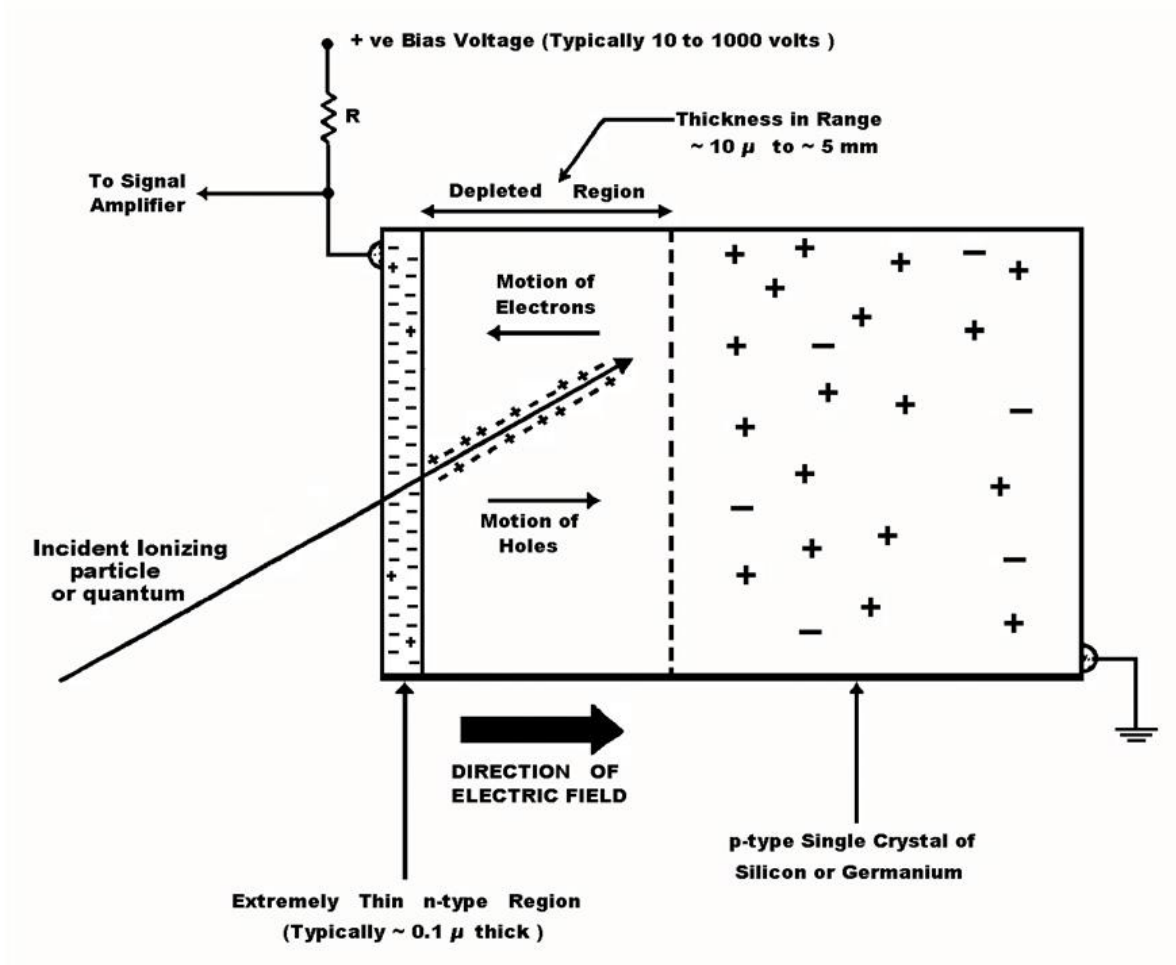 + ve Bias Voltage (Typically 10 to 1000 volts )
R
Thickness in Range
~ 10 µ to ~ 5 mm
To Signal
Amplifier
Depleted Region
Motion of
Electrons
Motion of
Holes
Incident Ionizing
particle
or quantum
DIRECTION OF
ELECTRIC FIELD
p-type Single Crystal of
Silicon or Germanium
Extremely Thin n-type Region
(Typically ~ 0.1 µ thick )